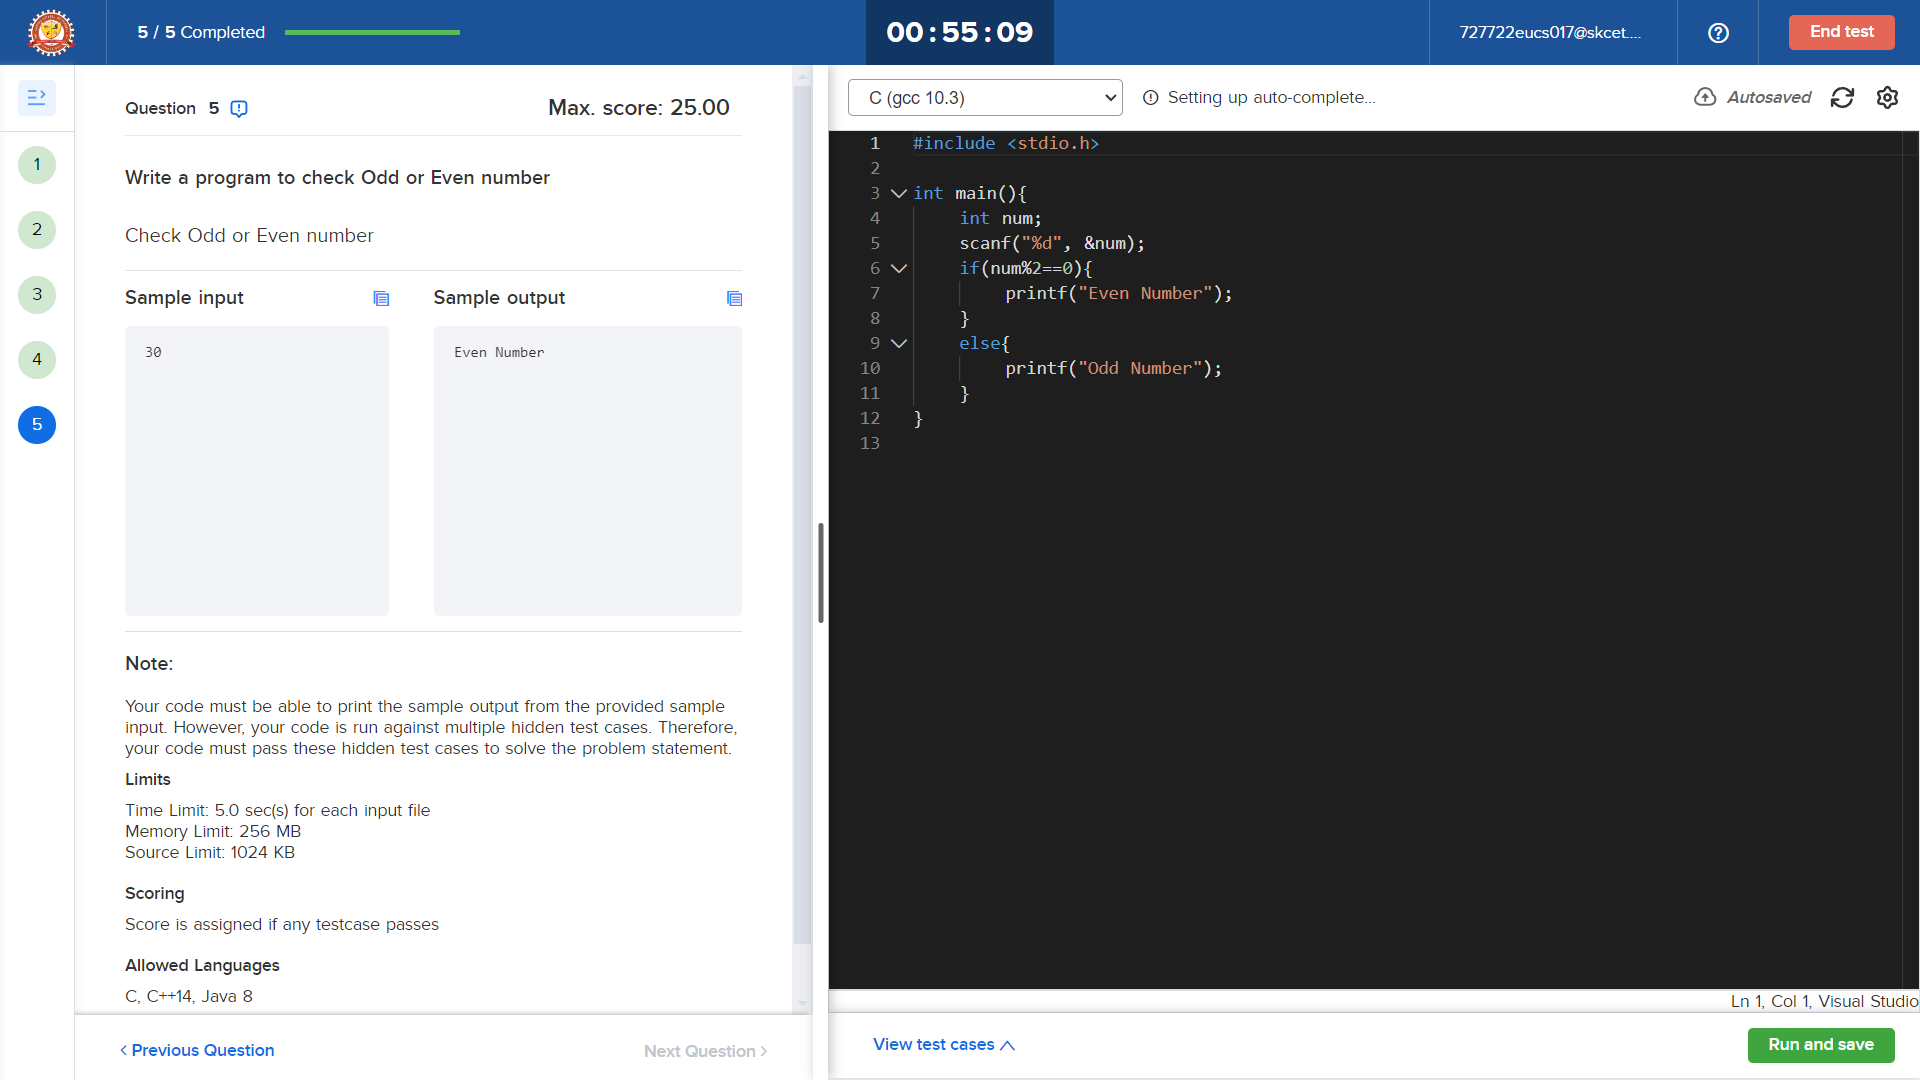 5 / 5 Completed
00 : 55 : 09
727722eucs017@skcet....
End test
Question 5
Max. score: 25.00
1
2
3
4
5
Write a program to check Odd or Even number
Check Odd or Even number
Sample input
Sample output
30
Even Number
Note:
Your code must be able to print the sample output from the provided sample
input. However, your code is run against multiple hidden test cases. Therefore,
your code must pass these hidden test cases to solve the problem statement.
Limits
Time Limit: 5.0 sec(s) for each input file
Memory Limit: 256 MB
Source Limit: 1024 KB
Scoring
Score is assigned if any testcase passes
Allowed Languages
C, C++14, Java 8
Previous Question
Next Question
C (gcc 10.3)
Setting up auto-complete...
Autosaved
1 #include <stdio.h>
2
3 int main(){
4 int num;
5 scanf("%d", &num);
6 if(num%2==0){
7 printf("Even Number");
8 }
9 else{
10 printf("Odd Number");
11 }
12 }
13
Ln 1, Col 1, Visual Studio
View test cases
Run and save